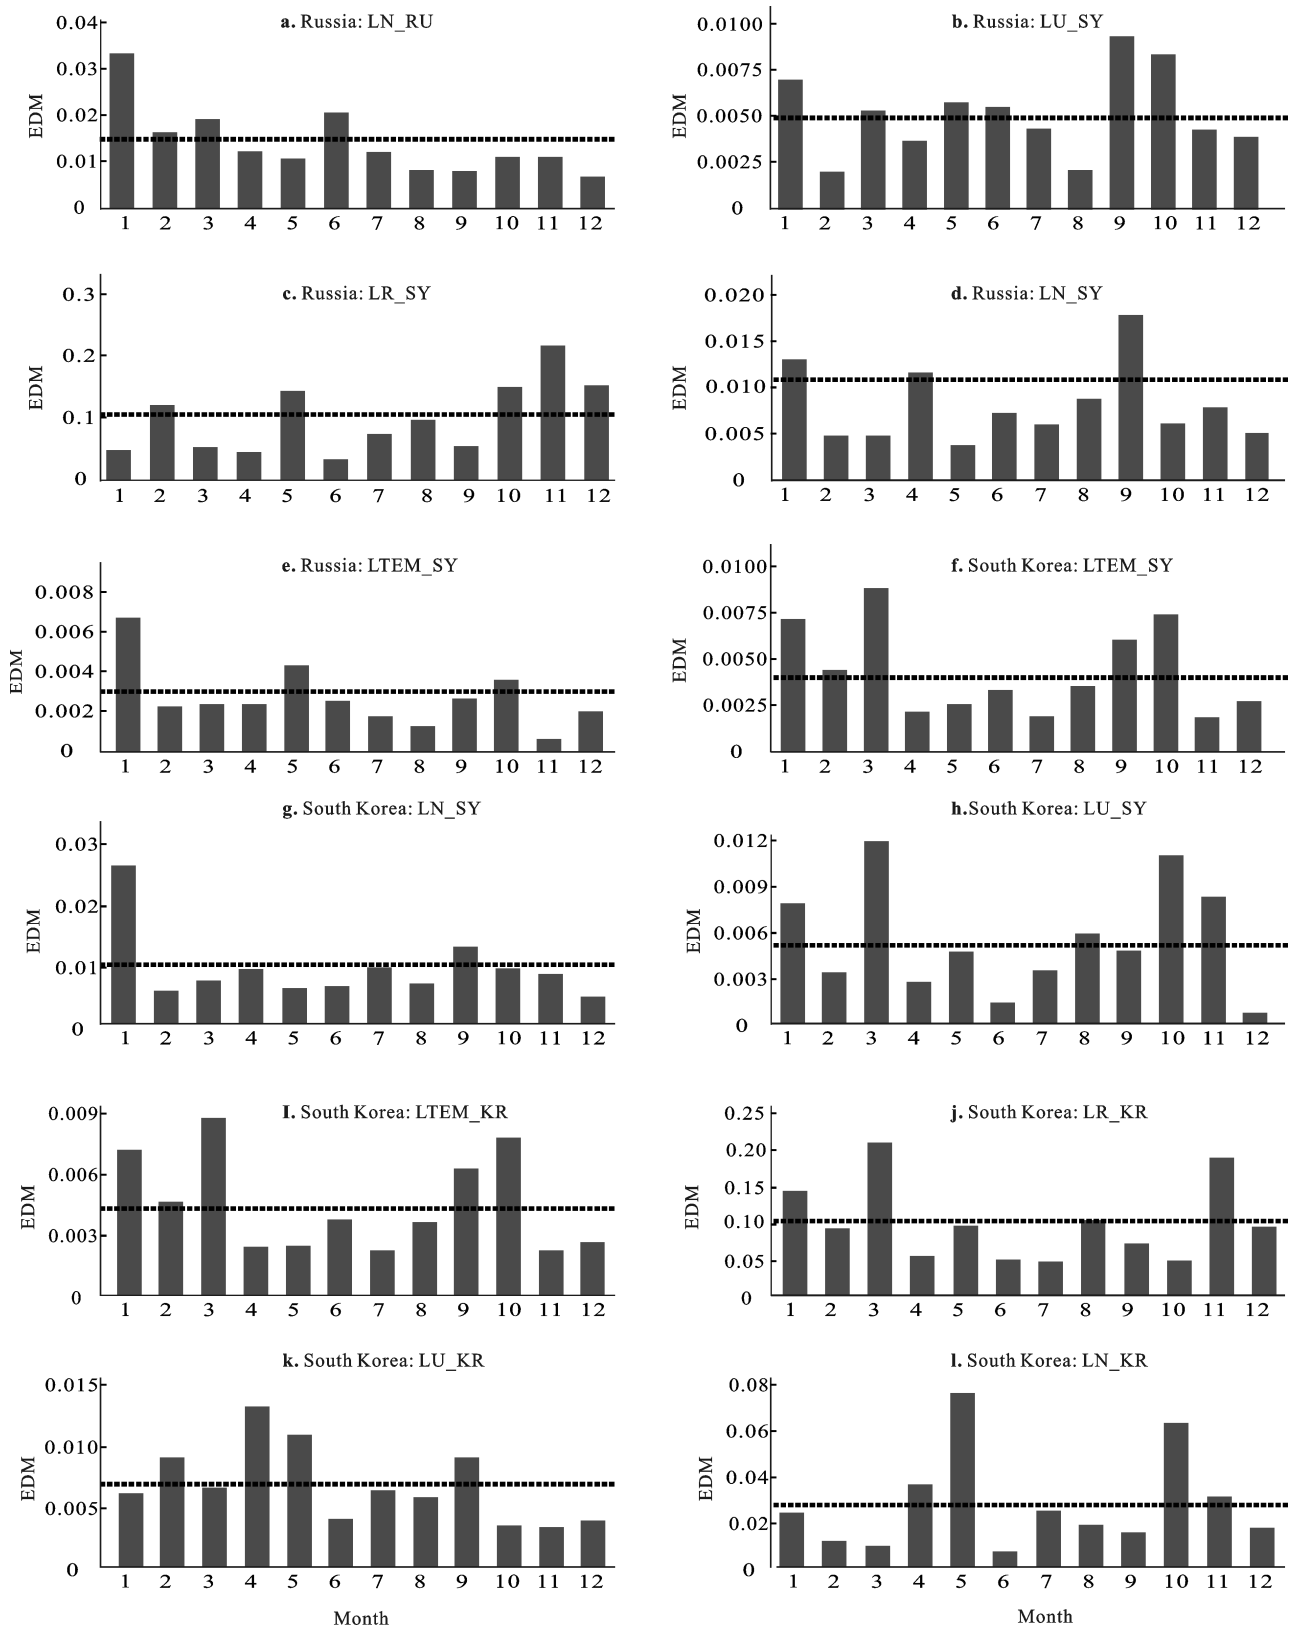 a. Russia: LN_RU
0.04
0.03
0.02
0.01
0
EDM
1 2 3 4 5 6 7 8 9 10 11 12
b. Russia: LU_SY
0.0100
0.0075
0.0050
0.0025
0
EDM
1 2 3 4 5 6 7 8 9 10 11 12
c. Russia: LR_SY
0.3
0.2
0.1
0
EDM
1 2 3 4 5 6 7 8 9 10 11 12
d. Russia: LN_SY
0.020
0.015
0.010
0.005
0
EDM
1 2 3 4 5 6 7 8 9 10 11 12
e. Russia: LTEM_SY
0.008
0.006
0.004
0.002
0
EDM
1 2 3 4 5 6 7 8 9 10 11 12
f. South Korea: LTEM_SY
0.0100
0.0075
0.0050
0.0025
0
EDM
1 2 3 4 5 6 7 8 9 10 11 12
g. South Korea: LN_SY
0.03
0.02
0.01
0
EDM
1 2 3 4 5 6 7 8 9 10 11 12
h.South Korea: LU_SY
0.012
0.009
0.006
0.003
0
EDM
1 2 3 4 5 6 7 8 9 10 11 12
I. South Korea: LTEM_KR
0.009
0.006
0.003
0
EDM
1 2 3 4 5 6 7 8 9 10 11 12
j. South Korea: LR_KR
0.25
0.20
0.15
0.10
0.05
0
EDM
1 2 3 4 5 6 7 8 9 10 11 12
k. South Korea: LU_KR
0.015
0.010
0.005
0
EDM
1 2 3 4 5 6 7 8 9 10 11 12
Month
l. South Korea: LN_KR
0.08
0.06
0.04
0.02
0
EDM
1 2 3 4 5 6 7 8 9 10 11 12
Month